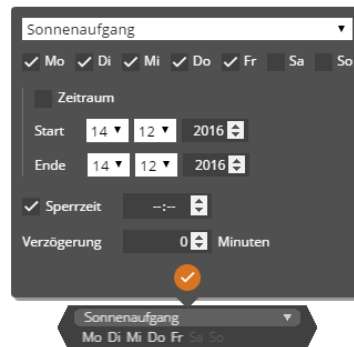 Sonnenaufgang
Mo Di Mi Do Fr Sa So
Zeitraum
Start 14 12 2016
Ende 14 12 2016
Sperrzeit --:--
Verzögerung 0 Minuten
Sonnenaufgang
Mo Di Mi Do Fr Sa So